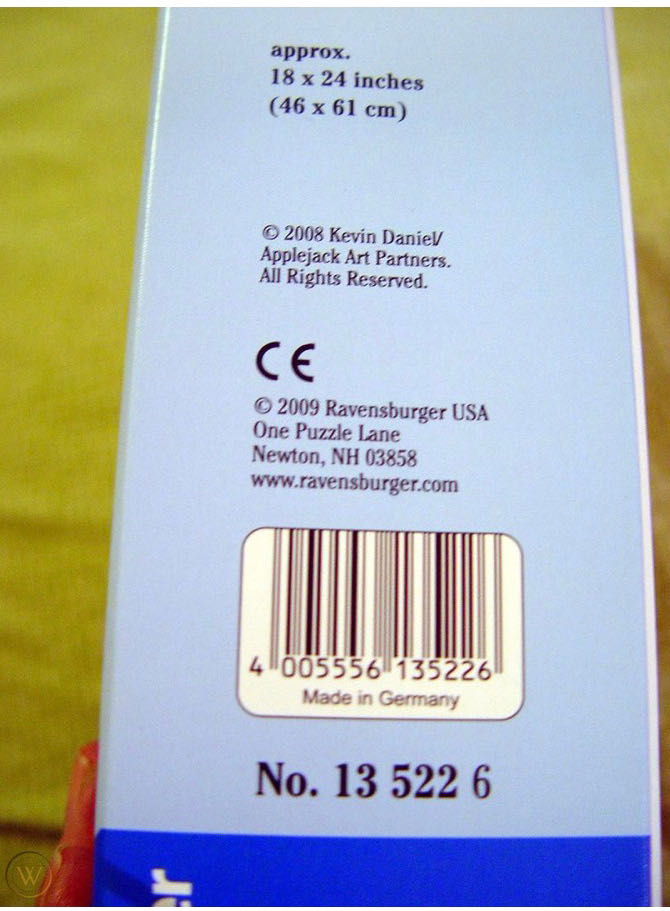 approx.
18 x 24 inches
(46 x 61 cm)
© 2008 Kevin Daniel/
Applejack Art Partners.
All Rights Reserved.
CE
© 2009 Ravensburger USA
One Puzzle Lane
Newton, NH 03858
www.ravensburger.com
4 005556 135226
Made in Germany
No. 13 522 6
er
W